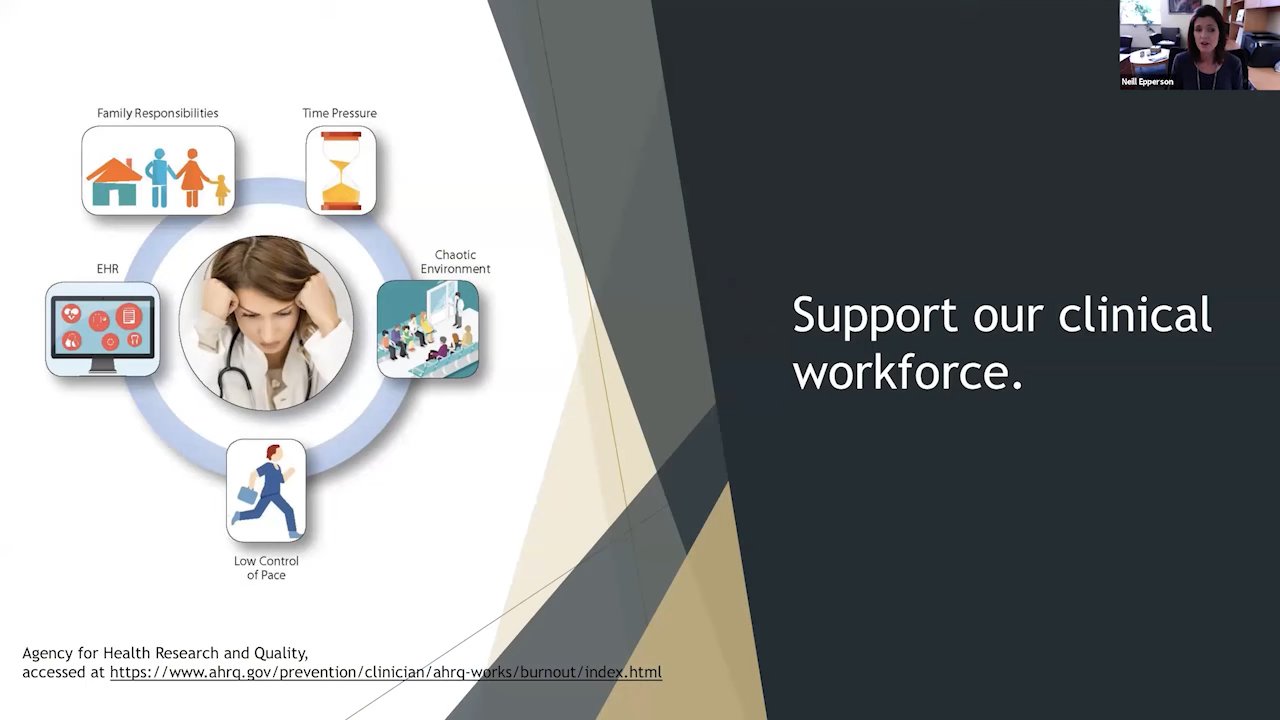 Neill Epperson
Family Responsibilities
Time Pressure
EHR
Chaotic
Environment
Low Control
of Pace
Support our clinical
workforce.
Agency for Health Research and Quality,
accessed at https://www.ahrq.gov/prevention/clinician/ahrq-works/burnout/index.html